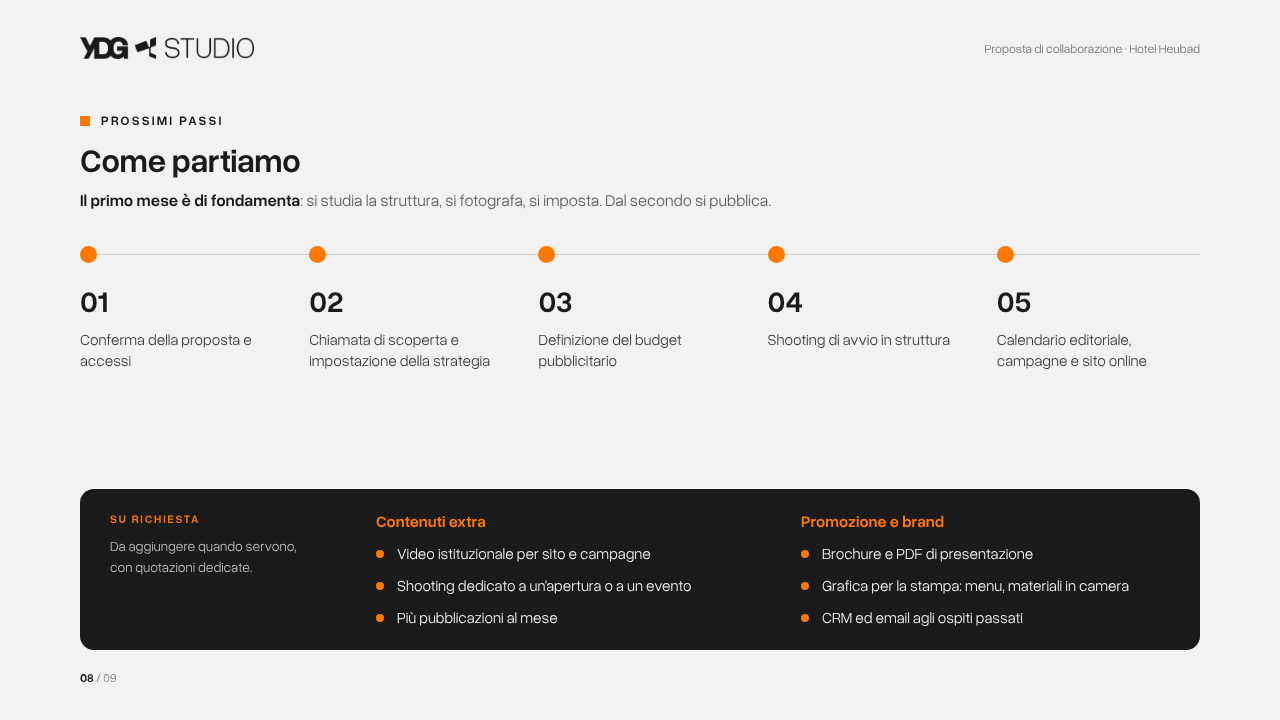 YDG STUDIO
Proposta di collaborazione · Hotel Heubad
PROSSIMI PASSI
Come partiamo
Il primo mese è di fondamenta: si studia la struttura, si fotografa, si imposta. Dal secondo si pubblica.
01
Conferma della proposta e
accessi
02
Chiamata di scoperta e
impostazione della strategia
03
Definizione del budget
pubblicitario
04
Shooting di avvio in struttura
05
Calendario editoriale,
campagne e sito online
SU RICHIESTA
Da aggiungere quando servono,
con quotazioni dedicate.
Contenuti extra
Video istituzionale per sito e campagne
Shooting dedicato a un'apertura o a un evento
Più pubblicazioni al mese
Promozione e brand
Brochure e PDF di presentazione
Grafica per la stampa: menu, materiali in camera
CRM ed email agli ospiti passati
08 / 09